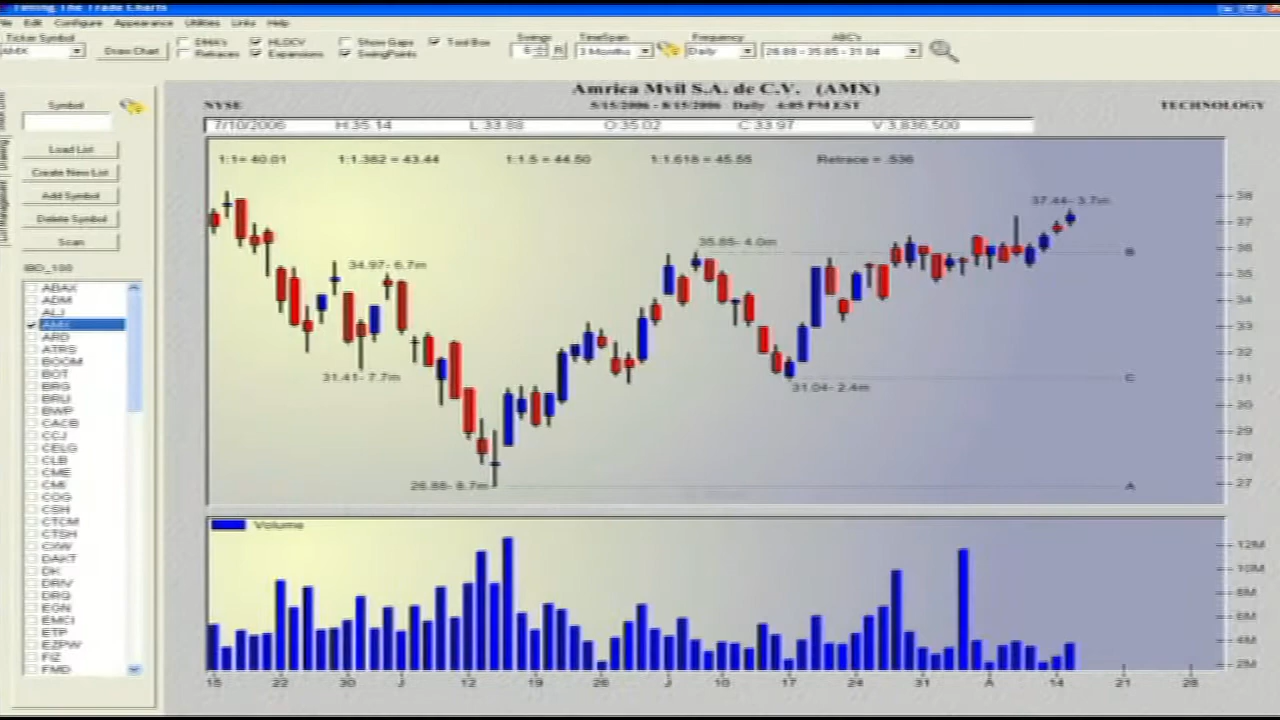 Timing The Trade Charts
File Edit Configure Appearance Utilities Links Help
Ticker Symbol
AMX
Draw Chart
DMA's
Retraces
HLOCV
Expansions
Show Gaps
SwingPoints
Tool Box
Swings
6
R
TimeSpan
3 Months
Frequency
Daily
ABC's
26.88 - 35.85 - 31.04
Symbol
Load List
Create New List
Add Symbol
Delete Symbol
Scan
IBD_100
ABAX
ADM
ALJ
AMX
ARD
ATRS
BOOM
BOT
BRG
BRU
BWP
CACB
CCJ
CELG
CLB
CME
CMI
COG
CSH
CTCM
CTSH
CXW
DAKT
DK
DRIV
DRQ
EGN
EMCI
ETP
EZPW
FIZ
FMD
Amrica Mvil S.A. de C.V. (AMX)
NYSE
5/15/2006 - 8/15/2006 Daily 4:05 PM EST
TECHNOLOGY
7/10/2006 H:35.14 L:33.88 O:35.02 C:33.97 V:3,836,500
1:1= 40.01 1:1.382 = 43.44 1:1.5 = 44.50 1:1.618 = 45.55 Retrace = .536
37.44- 3.7m
35.85- 4.0m
34.97- 6.7m
31.41- 7.7m
31.04- 2.4m
26.88- 8.7m
B
C
A
38
37
36
35
34
33
32
31
30
29
28
27
Volume
12M
10M
8M
6M
4M
2M
15 22 30 J 12 19 26 J 10 17 24 31 A 14 21 28